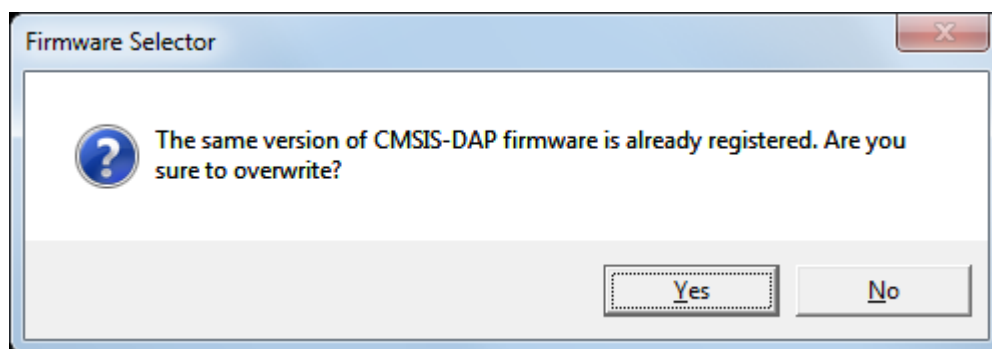 Firmware Selector
The same version of CMSIS-DAP firmware is already registered. Are you
sure to overwrite?
Yes
No